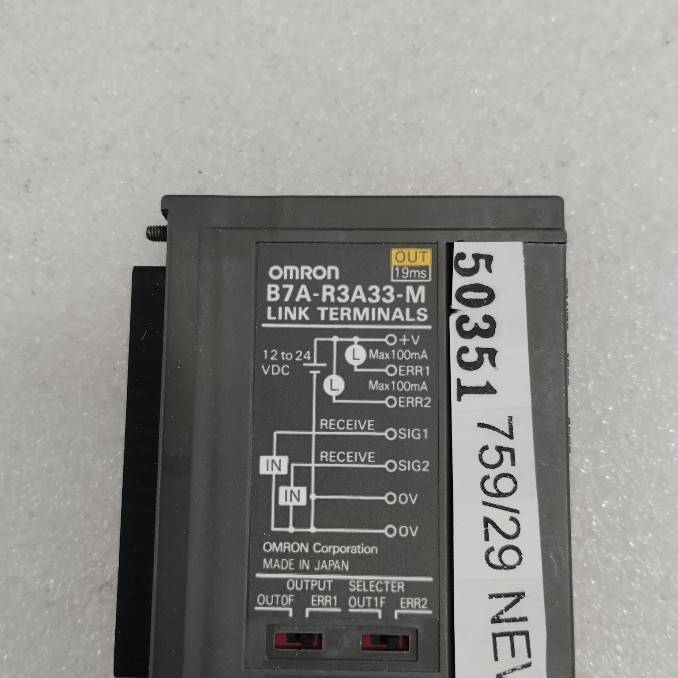 OUT
19ms
OMRON
B7A-R3A33-M
LINK TERMINALS
+V
12 to 24
VDC
L
Max100mA
ERR1
L
Max100mA
ERR2
RECEIVE
SIG1
IN
RECEIVE
SIG2
IN
0V
0V
OMRON Corporation
MADE IN JAPAN
OUTPUT SELECTER
OUT0F ERR1 OUT1F ERR2
50351 759/29